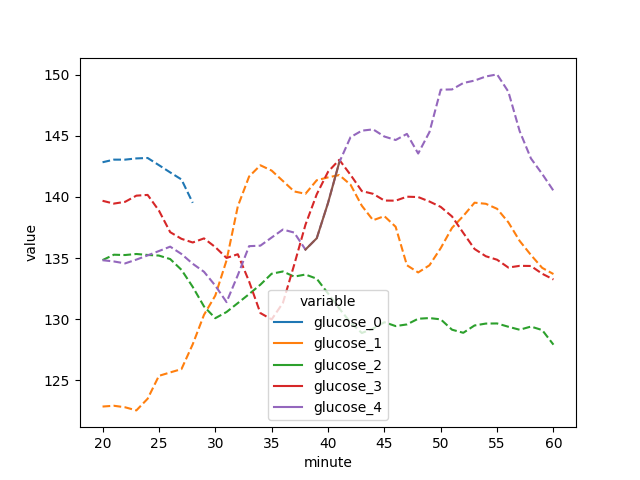 150
145
140
135
130
125
value
20 25 30 35 40 45 50 55 60
minute
variable
glucose_0
glucose_1
glucose_2
glucose_3
glucose_4